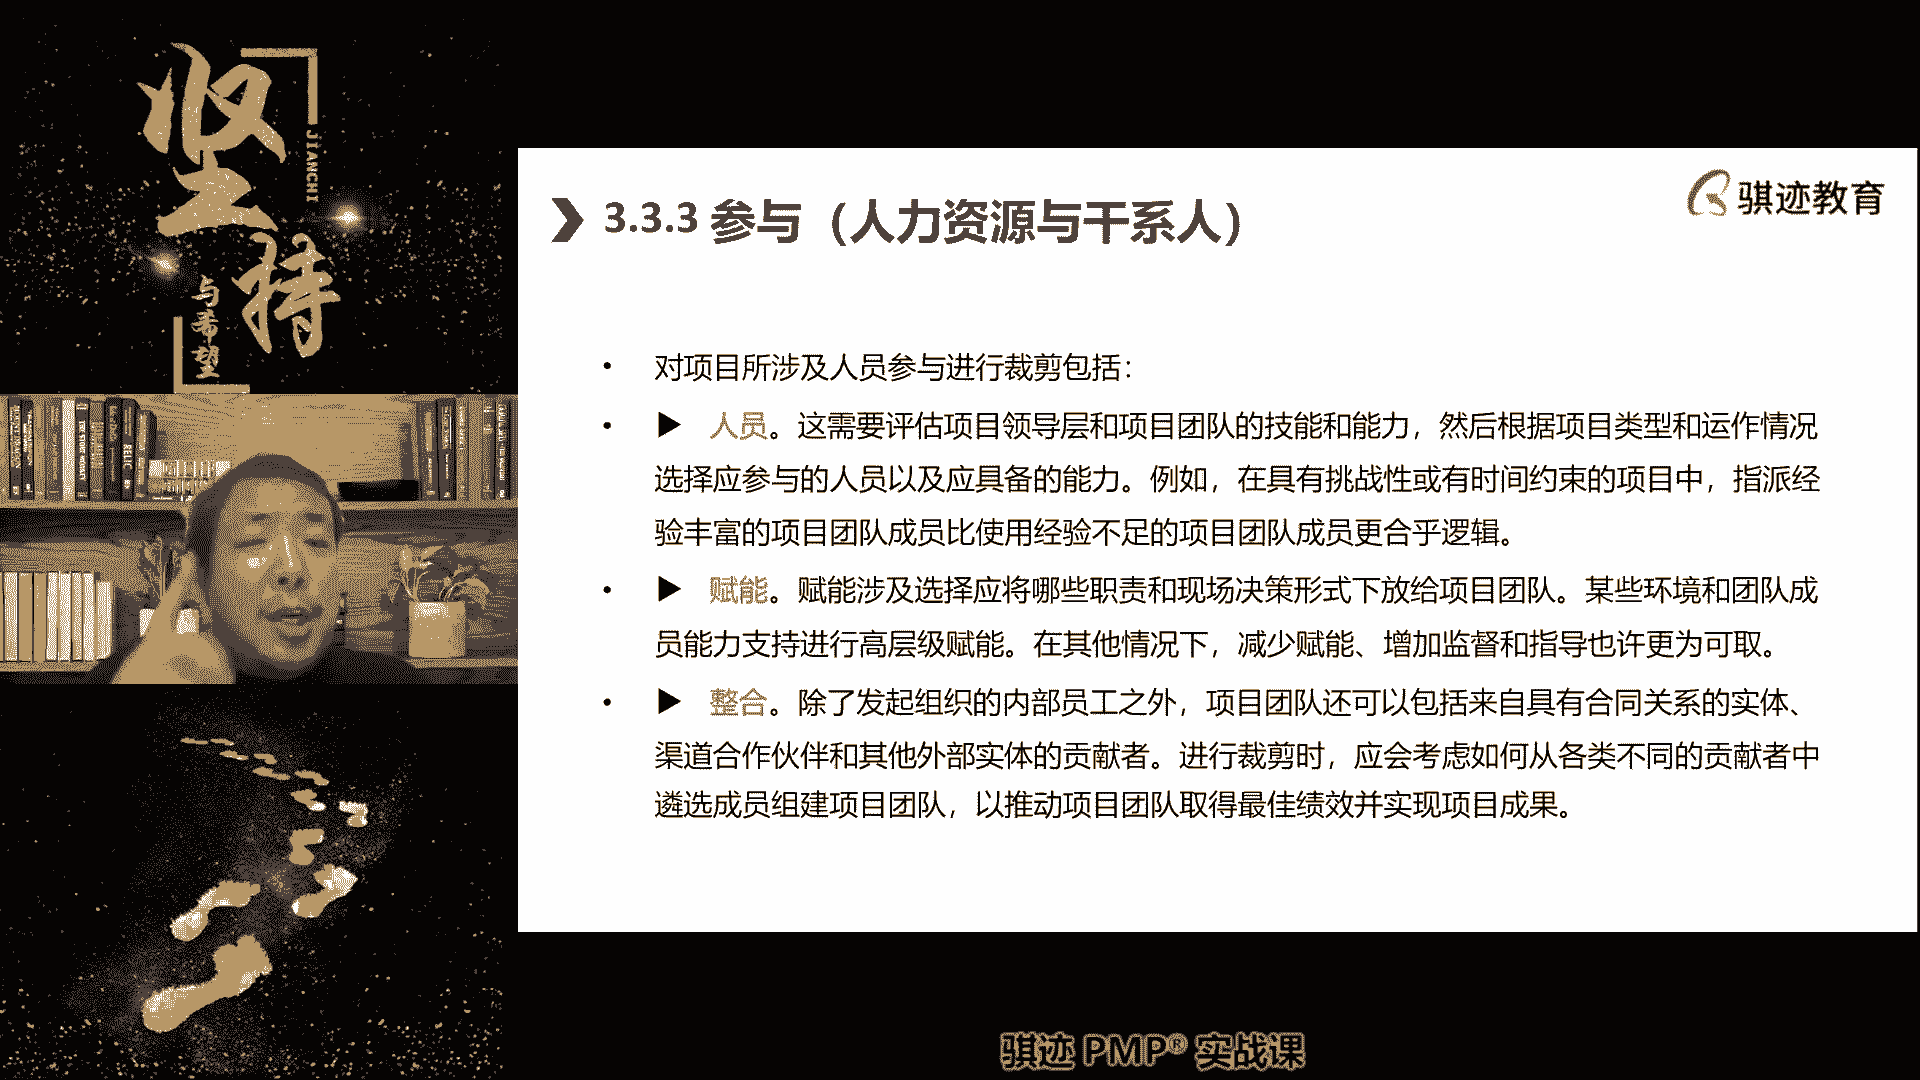 坚持
JIANCHI
与希望
骐迹教育
3.3.3 参与（人力资源与干系人）
• 对项目所涉及人员参与进行裁剪包括：
• ▶ 人员。这需要评估项目领导层和项目团队的技能和能力，然后根据项目类型和运作情况
选择应参与的人员以及应具备的能力。例如，在具有挑战性或有时间约束的项目中，指派经
验丰富的项目团队成员比使用经验不足的项目团队成员更合乎逻辑。
• ▶ 赋能。赋能涉及选择应将哪些职责和现场决策形式下放给项目团队。某些环境和团队成
员能力支持进行高层级赋能。在其他情况下，减少赋能、增加监督和指导也许更为可取。
• ▶ 整合。除了发起组织的内部员工之外，项目团队还可以包括来自具有合同关系的实体、
渠道合作伙伴和其他外部实体的贡献者。进行裁剪时，应会考虑如何从各类不同的贡献者中
遴选成员组建项目团队，以推动项目团队取得最佳绩效并实现项目成果。
骐迹 PMP® 实战课